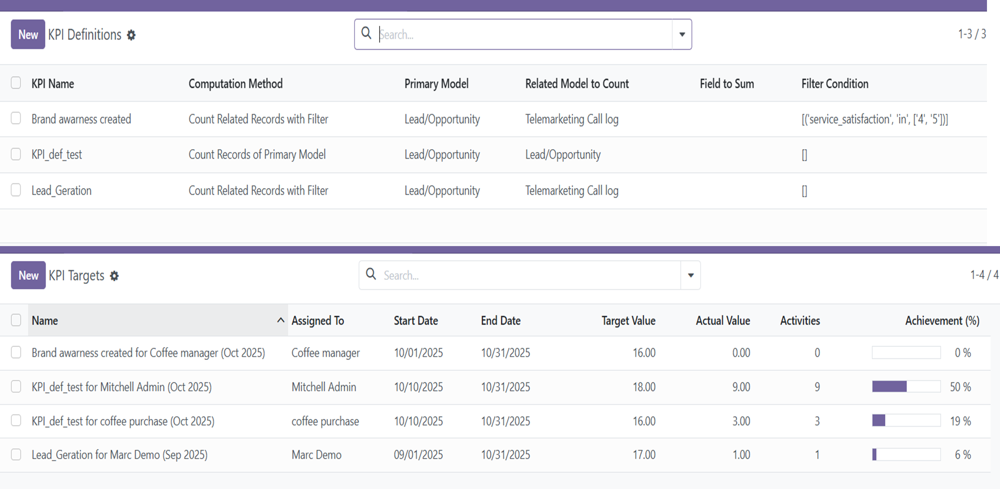 New KPI Definitions Search... 1-3 / 3
KPI Name Computation Method Primary Model Related Model to Count Field to Sum Filter Condition
Brand awarness created Count Related Records with Filter Lead/Opportunity Telemarketing Call log [('service_satisfaction', 'in', ['4', '5'])]
KPI_def_test Count Records of Primary Model Lead/Opportunity Lead/Opportunity []
Lead_Geration Count Related Records with Filter Lead/Opportunity Telemarketing Call log []
New KPI Targets Search... 1-4 / 4
Name Assigned To Start Date End Date Target Value Actual Value Activities Achievement (%)
Brand awarness created for Coffee manager (Oct 2025) Coffee manager 10/01/2025 10/31/2025 16.00 0.00 0 0 %
KPI_def_test for Mitchell Admin (Oct 2025) Mitchell Admin 10/10/2025 10/31/2025 18.00 9.00 9 50 %
KPI_def_test for coffee purchase (Oct 2025) coffee purchase 10/10/2025 10/31/2025 16.00 3.00 3 19 %
Lead_Geration for Marc Demo (Sep 2025) Marc Demo 09/01/2025 10/31/2025 17.00 1.00 1 6 %